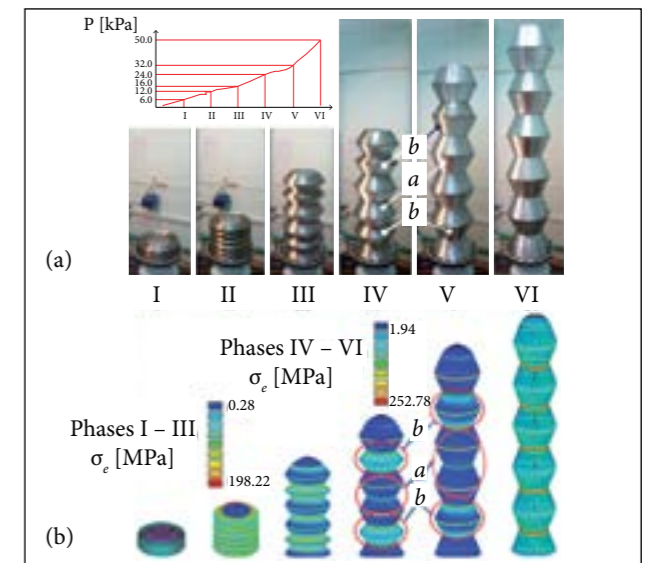 P [kPa]
50.0
32.0
24.0
16.0
12.0
6.0
I II III IV V VI
b
a
b
(a)
I II III IV V VI
Phases IV – VI
σe [MPa]
1.94
252.78
Phases I – III
σe [MPa]
0.28
198.22
b
a
b
(b)